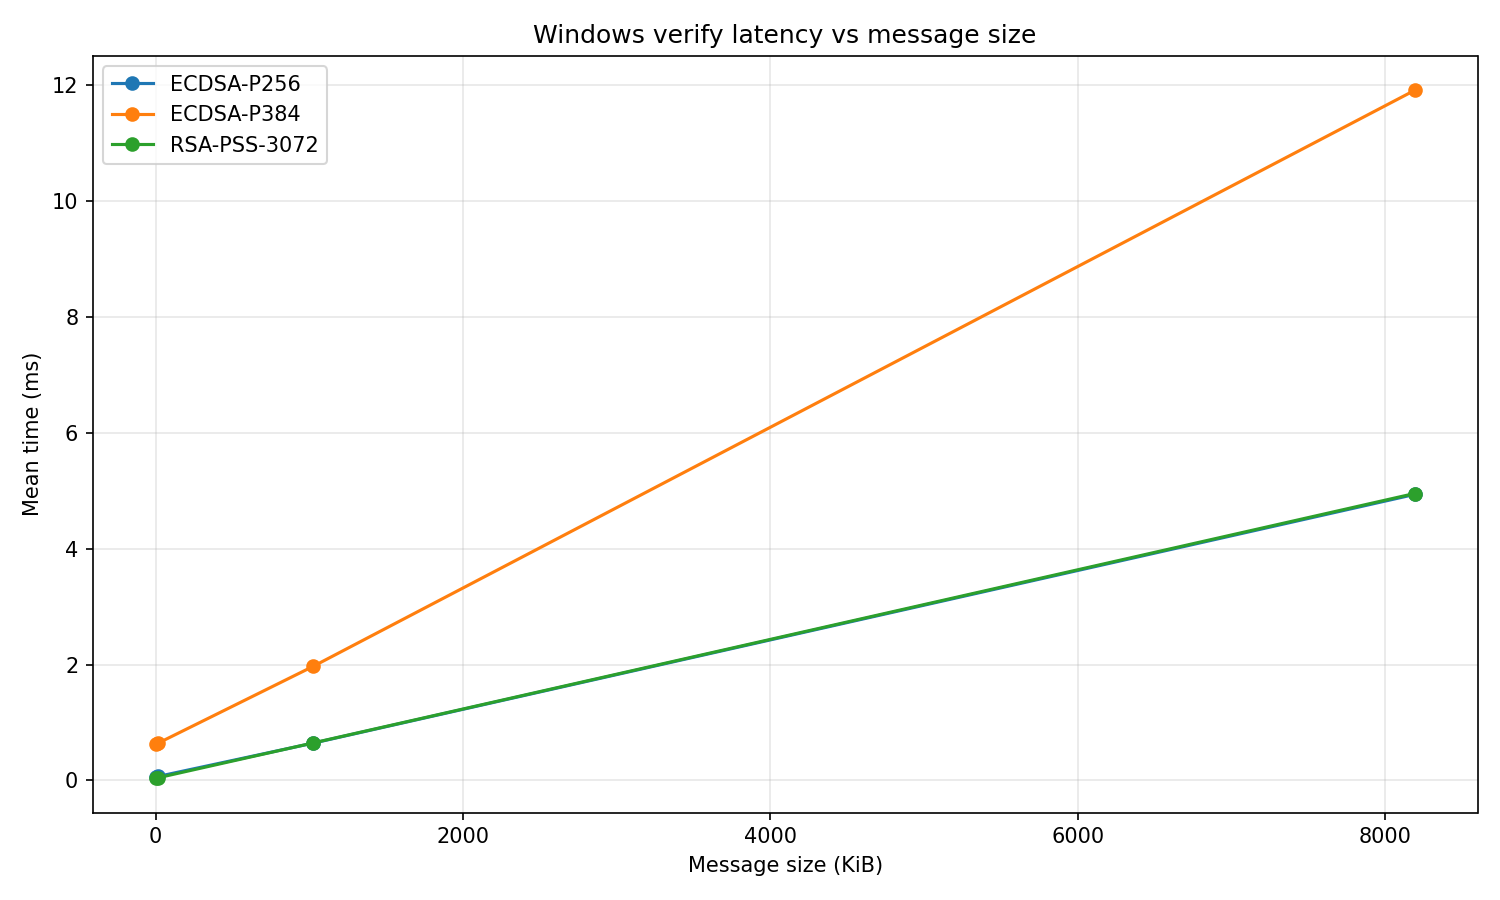 Windows verify latency vs message size
ECDSA-P256
ECDSA-P384
RSA-PSS-3072
Mean time (ms)
12
10
8
6
4
2
0
0 2000 4000 6000 8000
Message size (KiB)